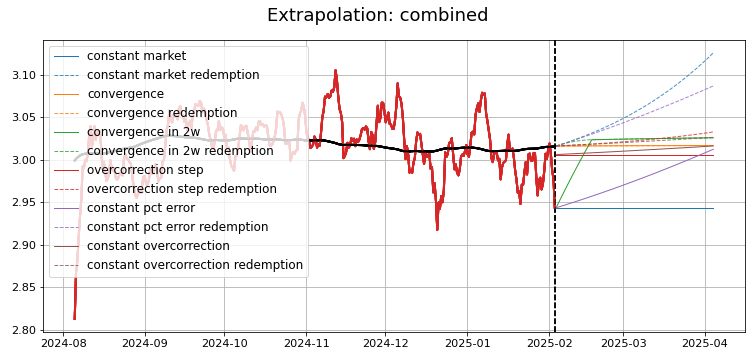 Extrapolation: combined
constant market
constant market redemption
convergence
convergence redemption
convergence in 2w
convergence in 2w redemption
overcorrection step
overcorrection step redemption
constant pct error
constant pct error redemption
constant overcorrection
constant overcorrection redemption
3.10
3.05
3.00
2.95
2.90
2.85
2.80
2024-08 2024-09 2024-10 2024-11 2024-12 2025-01 2025-02 2025-03 2025-04